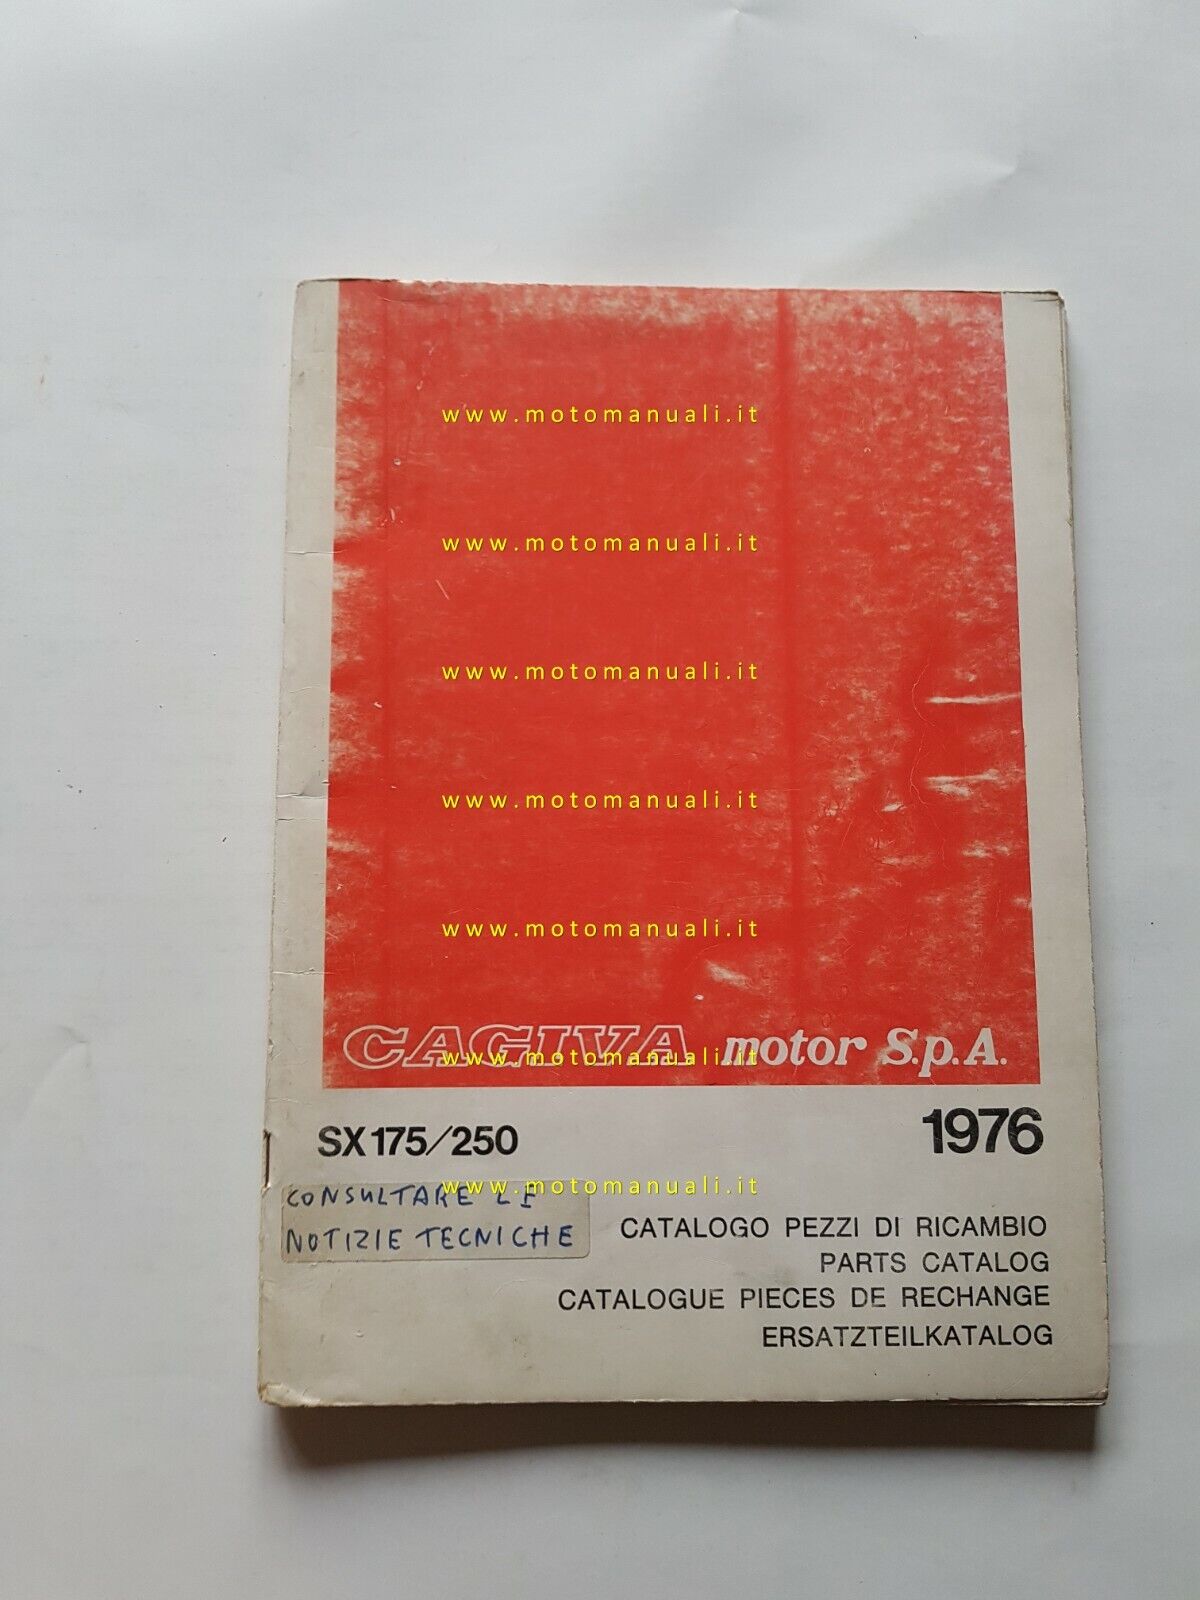 www.motomanuali.it
www.motomanuali.it
www.motomanuali.it
www.motomanuali.it
www.motomanuali.it
CAGIVA motor S.p.A.
www.motomanuali.it
SX 175/250
1976
www.motomanuali.it
CONSULTARE LE
NOTIZIE TECNICHE
CATALOGO PEZZI DI RICAMBIO
PARTS CATALOG
CATALOGUE PIECES DE RECHANGE
ERSATZTEILKATALOG